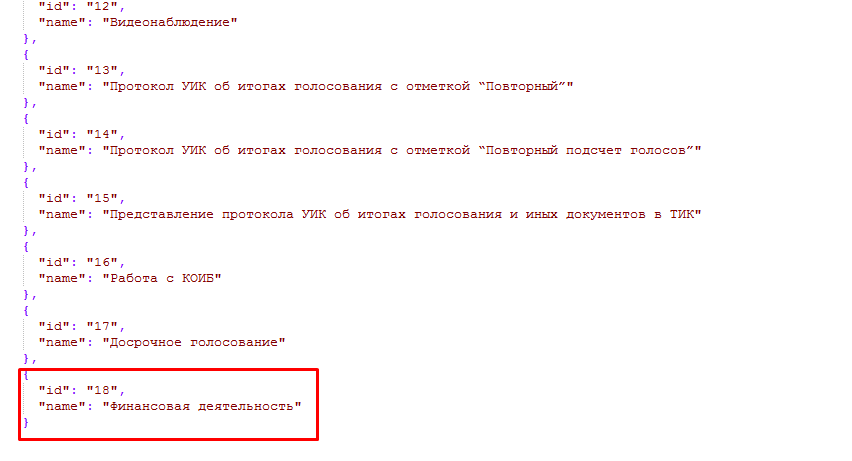 "id": "12",
"name": "Видеонаблюдение"
},
{
"id": "13",
"name": "Протокол УИК об итогах голосования с отметкой “Повторный”"
},
{
"id": "14",
"name": "Протокол УИК об итогах голосования с отметкой “Повторный подсчет голосов”"
},
{
"id": "15",
"name": "Представление протокола УИК об итогах голосования и иных документов в ТИК"
},
{
"id": "16",
"name": "Работа с КОИБ"
},
{
"id": "17",
"name": "Досрочное голосование"
},
{
"id": "18",
"name": "Финансовая деятельность"
}